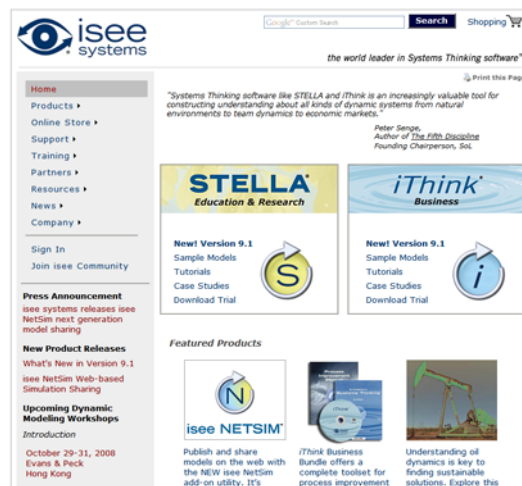 isee
systems
Google™ Custom Search
Search
Shopping
the world leader in Systems Thinking software™
Print this Page
Home
Products
Online Store
Support
Training
Partners
Resources
News
Company
Sign In
Join isee Community
Press Announcement
isee systems releases isee
NetSim next generation
model sharing
New Product Releases
What's New in Version 9.1
isee NetSim Web-based
Simulation Sharing
Upcoming Dynamic
Modeling Workshops
Introduction
October 29-31, 2008
Evans & Peck
Hong Kong
"Systems Thinking software like STELLA and iThink is an increasingly valuable tool for
constructing understanding about all kinds of dynamic systems from natural
environments to team dynamics to economic markets."
Peter Senge,
Author of The Fifth Discipline
Founding Chairperson, SoL
STELLA®
Education & Research
New! Version 9.1
Sample Models
Tutorials
Case Studies
Download Trial
S
iThink®
Business
New! Version 9.1
Sample Models
Tutorials
Case Studies
Download Trial
i
Featured Products
N
isee NETSIM™
Publish and share
models on the web with
the NEW isee NetSim
add-on utility. It's
Process
Improvement
iThink
iThink Business
Bundle offers a
complete toolset for
process improvement
Understanding oil
dynamics is key to
finding sustainable
solutions. Explore this